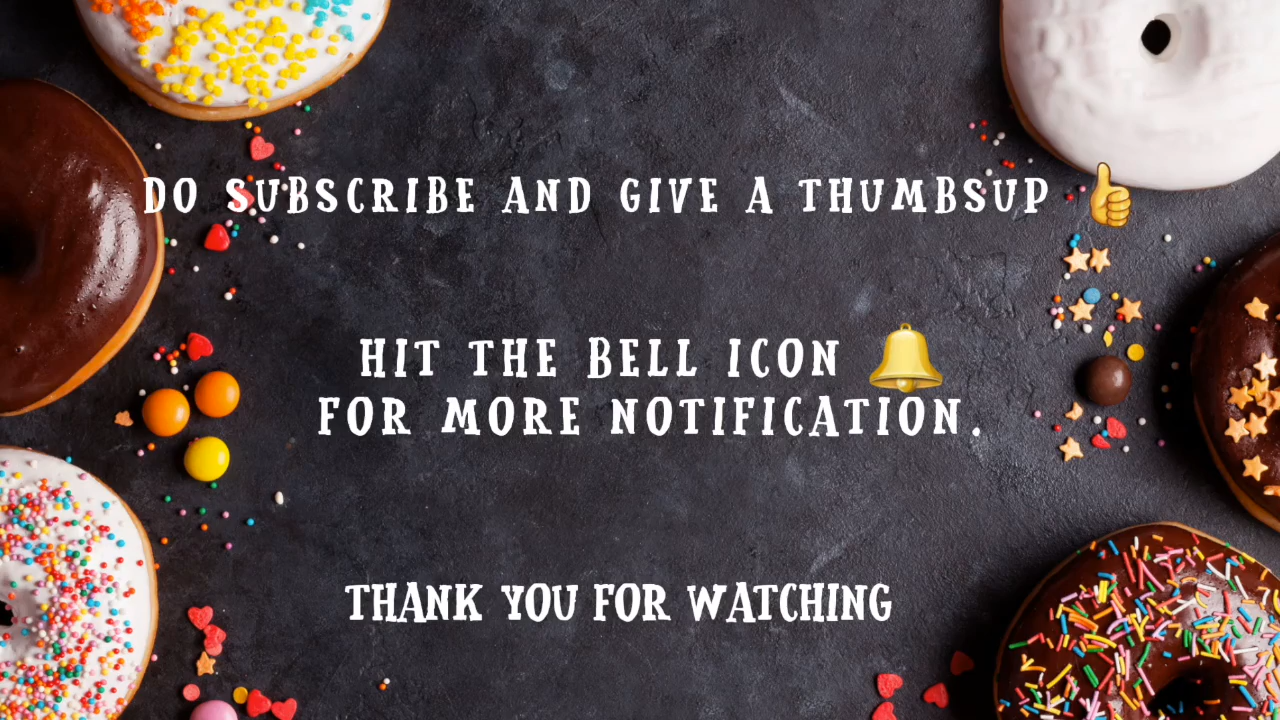 DO SUBSCRIBE AND GIVE A THUMBSUP 👍
HIT THE BELL ICON 🔔
FOR MORE NOTIFICATION.
THANK YOU FOR WATCHING